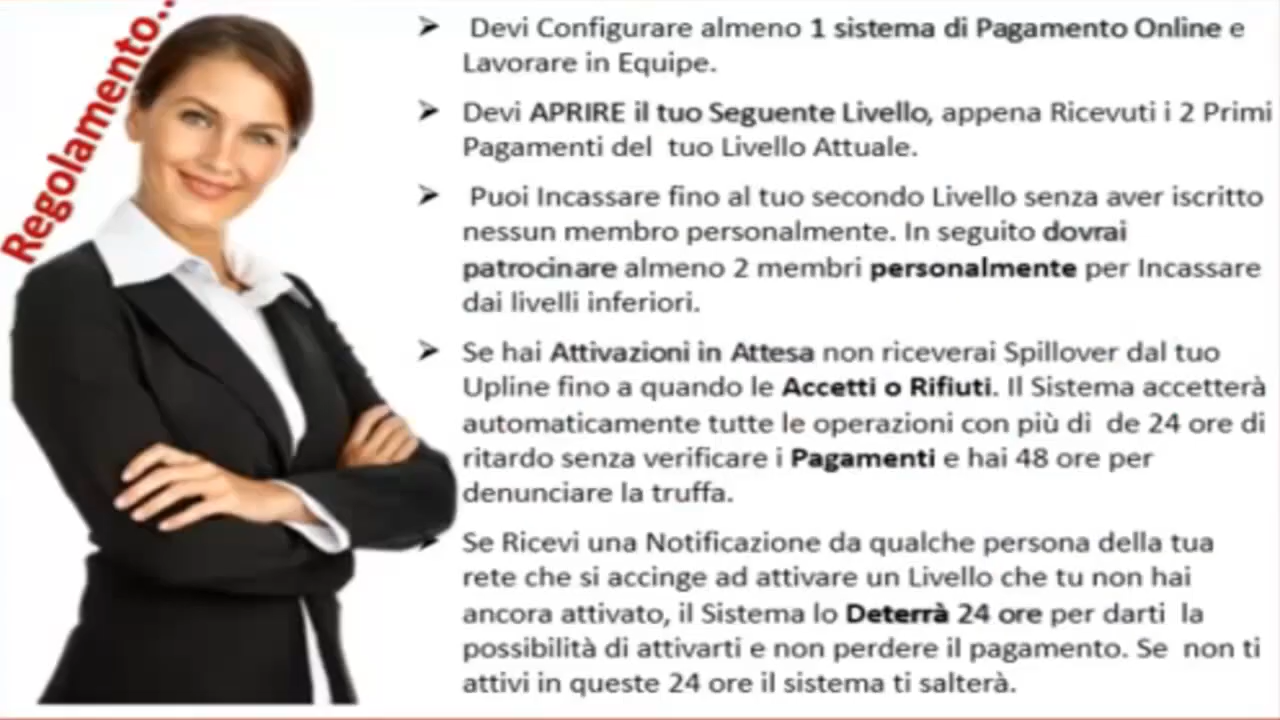 Regolamento...
➤ Devi Configurare almeno 1 sistema di Pagamento Online e
Lavorare in Equipe.
➤ Devi APRIRE il tuo Seguente Livello, appena Ricevuti i 2 Primi
Pagamenti del tuo Livello Attuale.
➤ Puoi Incassare fino al tuo secondo Livello senza aver iscritto
nessun membro personalmente. In seguito dovrai
patrocinare almeno 2 membri personalmente per Incassare
dai livelli inferiori.
➤ Se hai Attivazioni in Attesa non riceverai Spillover dal tuo
Upline fino a quando le Accetti o Rifiuti. Il Sistema accetterà
automaticamente tutte le operazioni con più di de 24 ore di
ritardo senza verificare i Pagamenti e hai 48 ore per
denunciare la truffa.
Se Ricevi una Notificazione da qualche persona della tua
rete che si accinge ad attivare un Livello che tu non hai
ancora attivato, il Sistema lo Deterrà 24 ore per darti la
possibilità di attivarti e non perdere il pagamento. Se non ti
attivi in queste 24 ore il sistema ti salterà.